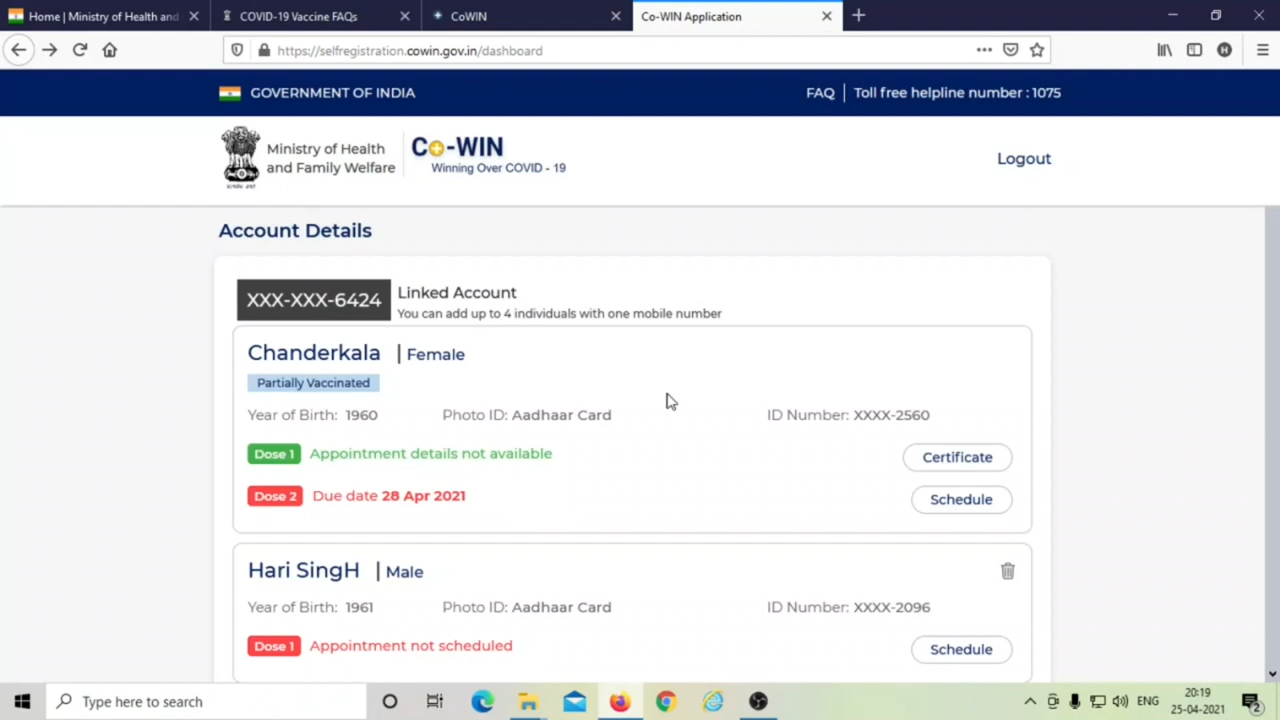 Home | Ministry of Health and
COVID-19 Vaccine FAQs
CoWIN
Co-WIN Application
https://selfregistration.cowin.gov.in/dashboard
GOVERNMENT OF INDIA
FAQ
Toll free helpline number : 1075
Ministry of Health
and Family Welfare
Co-WIN
Winning Over COVID - 19
Logout
Account Details
XXX-XXX-6424
Linked Account
You can add up to 4 individuals with one mobile number
Chanderkala | Female
Partially Vaccinated
Year of Birth: 1960 Photo ID: Aadhaar Card ID Number: XXXX-2560
Dose 1 Appointment details not available Certificate
Dose 2 Due date 28 Apr 2021 Schedule
Hari SingH | Male
Year of Birth: 1961 Photo ID: Aadhaar Card ID Number: XXXX-2096
Dose 1 Appointment not scheduled Schedule
Type here to search
ENG
20:19
25-04-2021
2